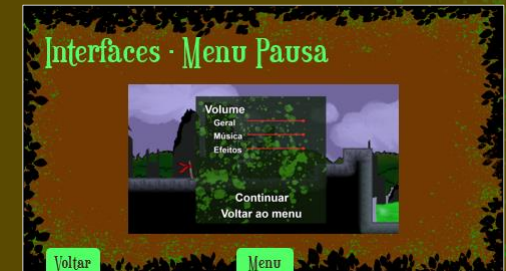 Interfaces · Menu Pausa
Volume
Geral
Música
Efeitos
Continuar
Voltar ao menu
Voltar
Menu